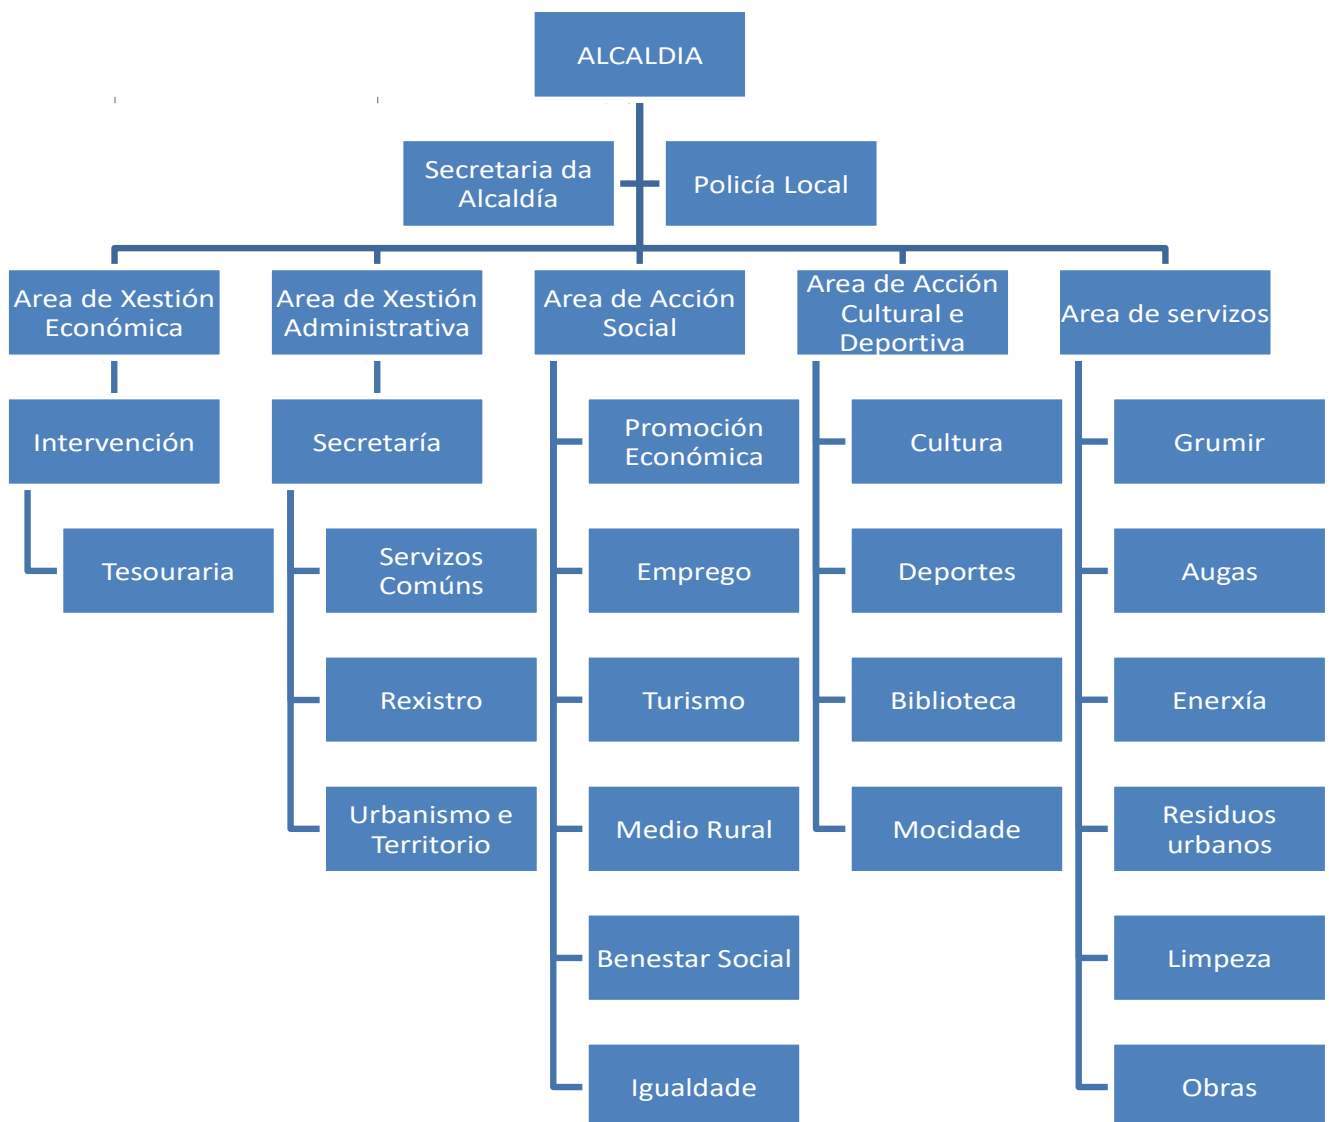 ALCALDIA
Secretaria da
Alcaldía
Policía Local
Area de Xestión
Económica
Area de Xestión
Administrativa
Area de Acción
Social
Area de Acción
Cultural e
Deportiva
Area de servizos
Intervención
Tesouraria
Secretaría
Servizos
Comúns
Rexistro
Urbanismo e
Territorio
Promoción
Económica
Emprego
Turismo
Medio Rural
Benestar Social
Igualdade
Cultura
Deportes
Biblioteca
Mocidade
Grumir
Augas
Enerxía
Residuos
urbanos
Limpeza
Obras